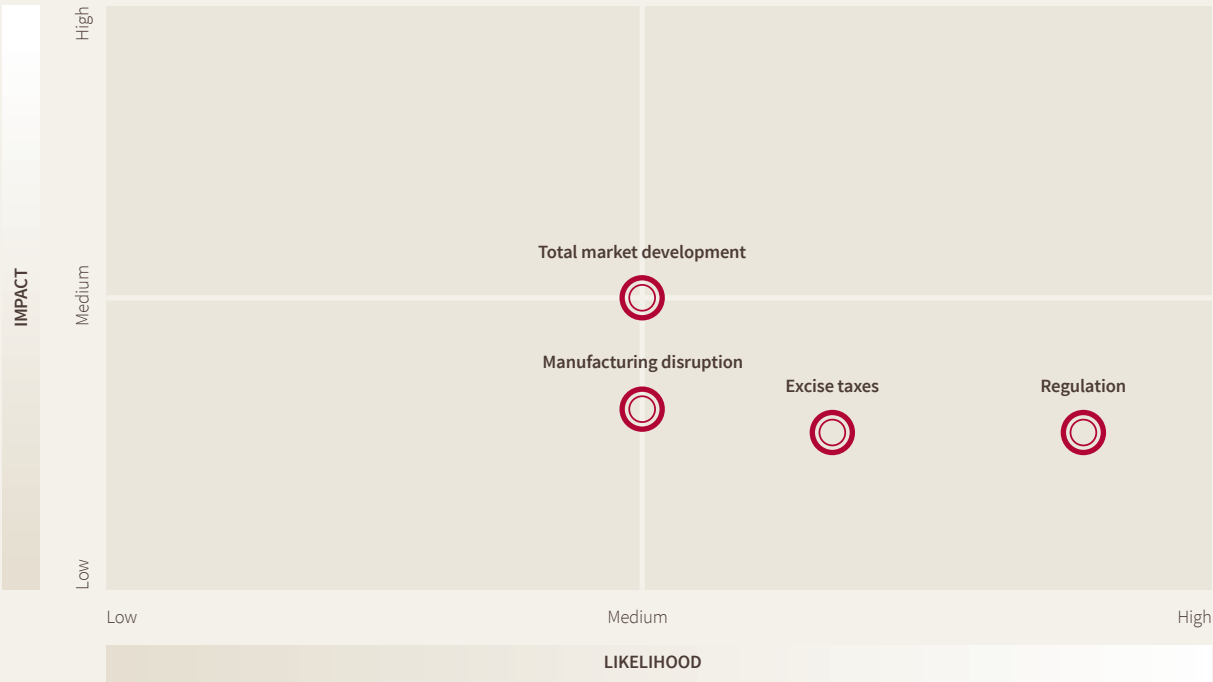 High
Medium
Low
IMPACT
Total market development
Manufacturing disruption
Excise taxes
Regulation
Low
Medium
High
LIKELIHOOD